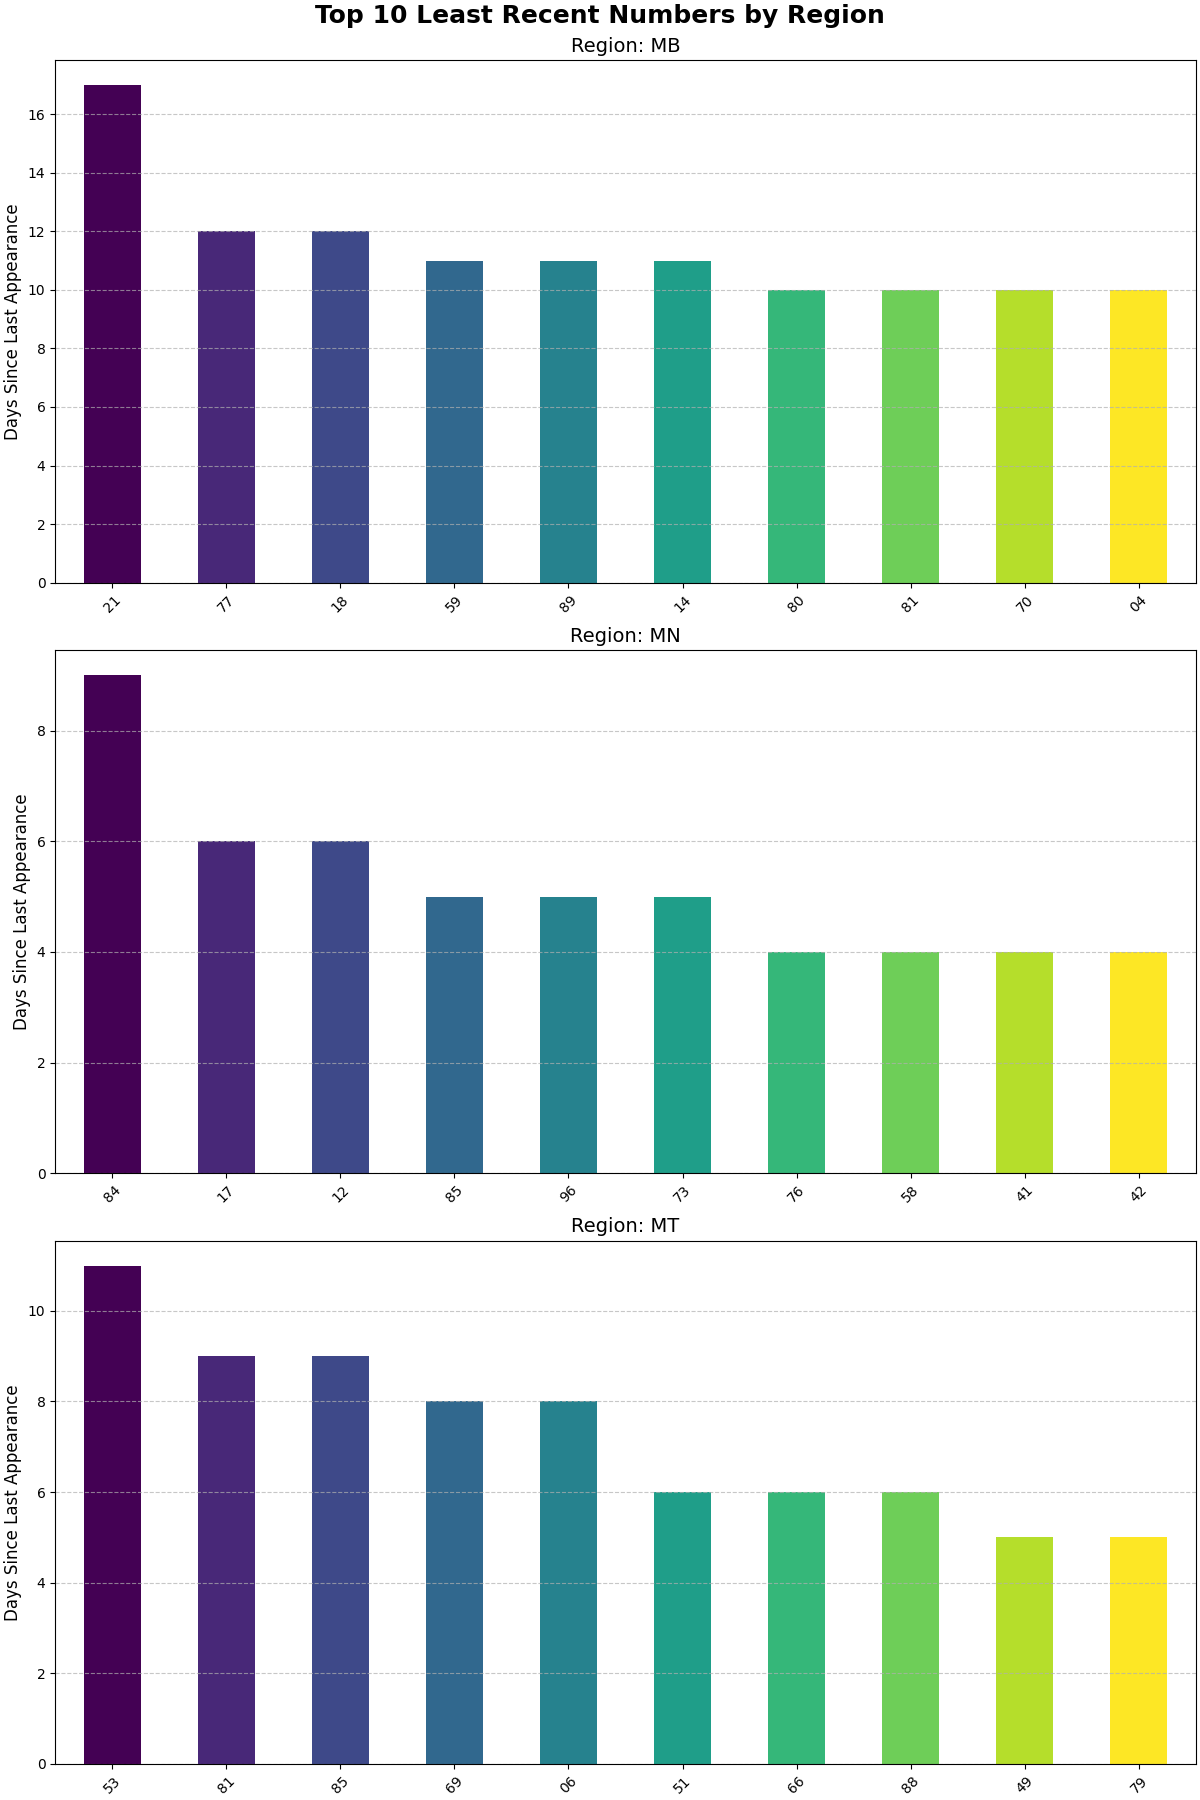 Top 10 Least Recent Numbers by Region
Region: MB
Days Since Last Appearance
16
14
12
10
8
6
4
2
0
21 77 18 59 89 14 80 81 70 04
Region: MN
Days Since Last Appearance
8
6
4
2
0
84 17 12 85 96 73 76 58 41 42
Region: MT
Days Since Last Appearance
10
8
6
4
2
0
53 81 85 69 06 51 66 88 49 79